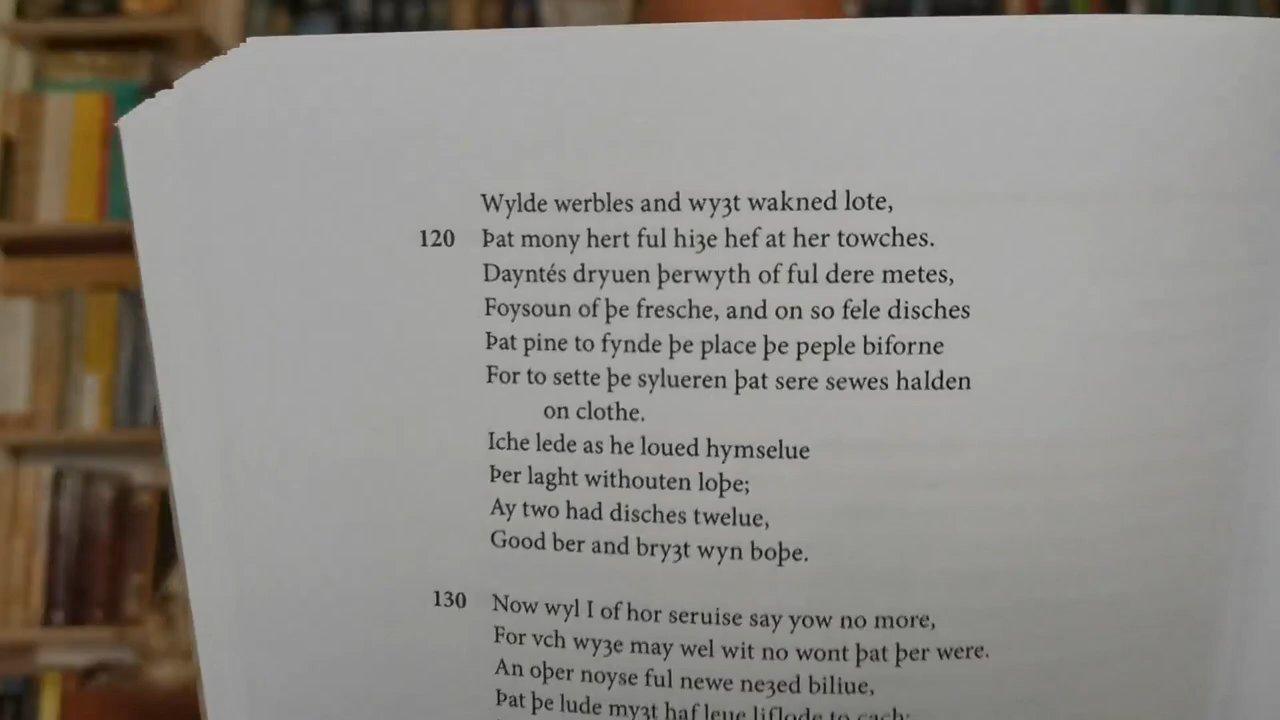 Wylde werbles and wyȝt wakned lote,
120 Þat mony hert ful hiȝe hef at her towches.
Dayntés dryuen þerwyth of ful dere metes,
Foysoun of þe fresche, and on so fele disches
Þat pine to fynde þe place þe peple biforne
For to sette þe sylueren þat sere sewes halden
on clothe.
Iche lede as he loued hymselue
Þer laght withouten loþe;
Ay two had disches twelue,
Good ber and bryȝt wyn boþe.
130 Now wyl I of hor seruise say yow no more,
For vch wyȝe may wel wit no wont þat þer were.
An oþer noyse ful newe neȝed biliue,
Þat þe lude myȝt haf leue liflode to cach;